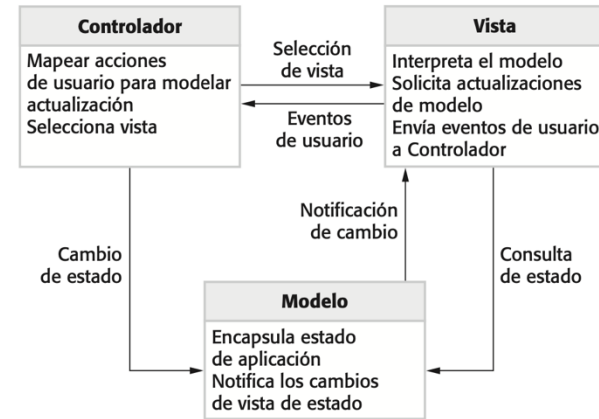 Controlador
Mapear acciones
de usuario para modelar
actualización
Selecciona vista
Selección
de vista
Eventos
de usuario
Vista
Interpreta el modelo
Solicita actualizaciones
de modelo
Envía eventos de usuario
a Controlador
Cambio
de estado
Notificación
de cambio
Consulta
de estado
Modelo
Encapsula estado
de aplicación
Notifica los cambios
de vista de estado